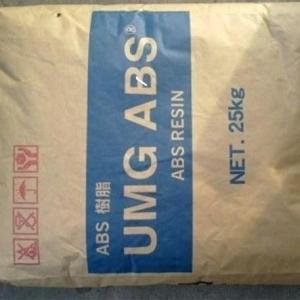 ABS 樹脂
UMG ABS®
ABS RESIN
NET. 25kg